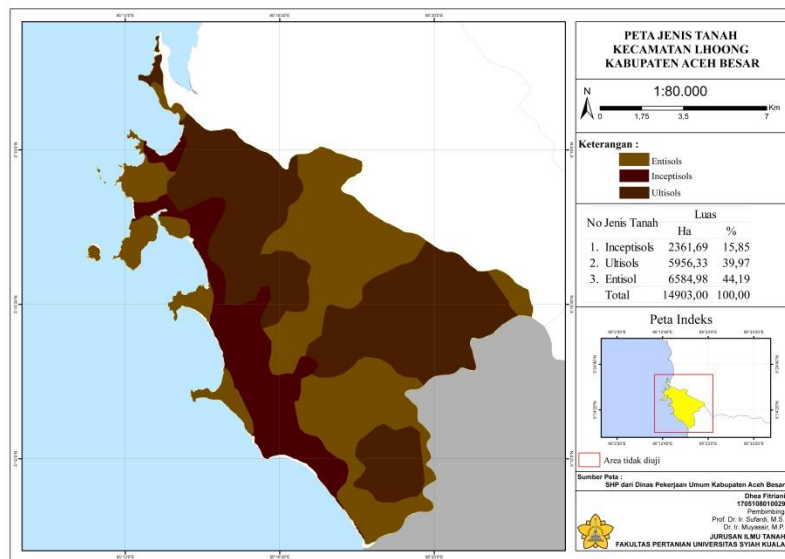 PETA JENIS TANAH
KECAMATAN LHOONG
KABUPATEN ACEH BESAR
1:80.000
N
0 1,75 3,5 7
Km
Keterangan :
Entisols
Inceptisols
Ultisols
No Jenis Tanah Luas
Ha %
1. Inceptisols 2361,69 15,85
2. Ultisols 5956,33 39,97
3. Entisol 6584,98 44,19
Total 14903,00 100,00
Peta Indeks
Area tidak diuji
Sumber Peta :
SHP dari Dinas Pekerjaan Umum Kabupaten Aceh Besar
Dhea Fitriani
1705108010029
Pembimbing
Prof. Dr. Ir. Sufardi, M.S.
Dr. Ir. Muyassir, M.P.
JURUSAN ILMU TANAH
FAKULTAS PERTANIAN UNIVERSITAS SYIAH KUALA